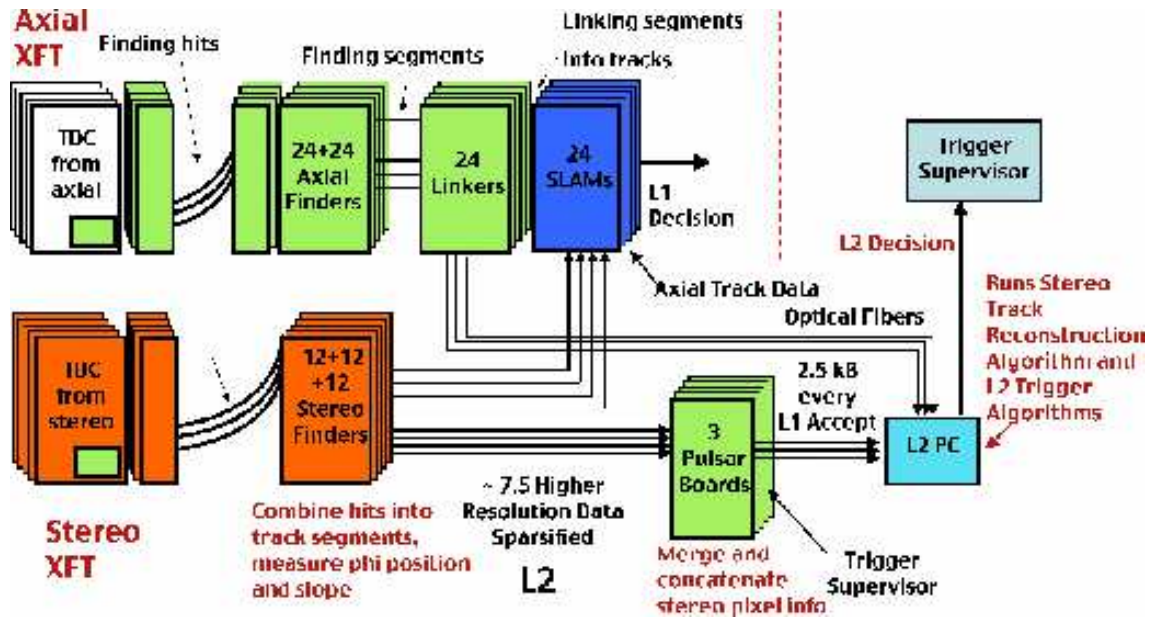 Axial
XFT
Finding hits
Finding segments
Linking segments
Into tracks
TDC
from
axial
24+24
Axial
Finders
24
Linkers
24
SLAMs
L1
Decision
Trigger
Supervisor
L2 Decision
Axial Track Data
Optical Fibers
Runs Stereo
Track
Reconstruction
Algorithm and
L2 Trigger
Algorithms
TDC
from
stereo
12+12
+12
Stereo
Finders
2.5 kB
every
L1 Accept
3
Pulsar
Boards
L2 PC
~ 7.5 Higher
Resolution Data
Sparsified
L2
Stereo
XFT
Combine hits into
track segments,
measure phi position
and slope
Merge and
concatenate
stereo pixel info
Trigger
Supervisor